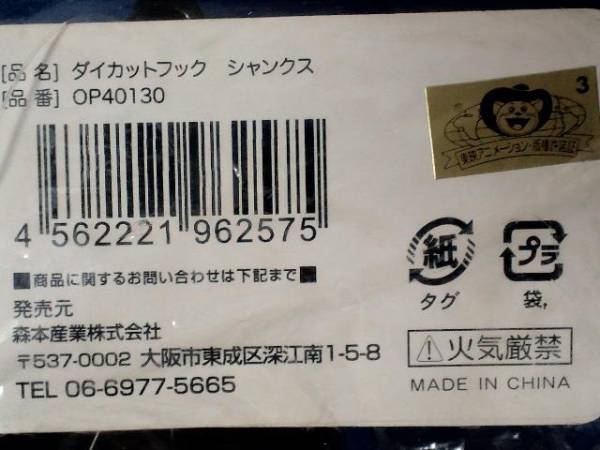 [品 名] ダイカットフック シャンクス
[品 番] OP40130
3
東映アニメーション・版権許諾証
4 562221 962575
紙
タグ
プラ
袋,
■商品に関するお問い合わせは下記まで■
発売元
森本産業株式会社
〒537-0002 大阪市東成区深江南1-5-8
TEL 06-6977-5665
火気厳禁
MADE IN CHINA